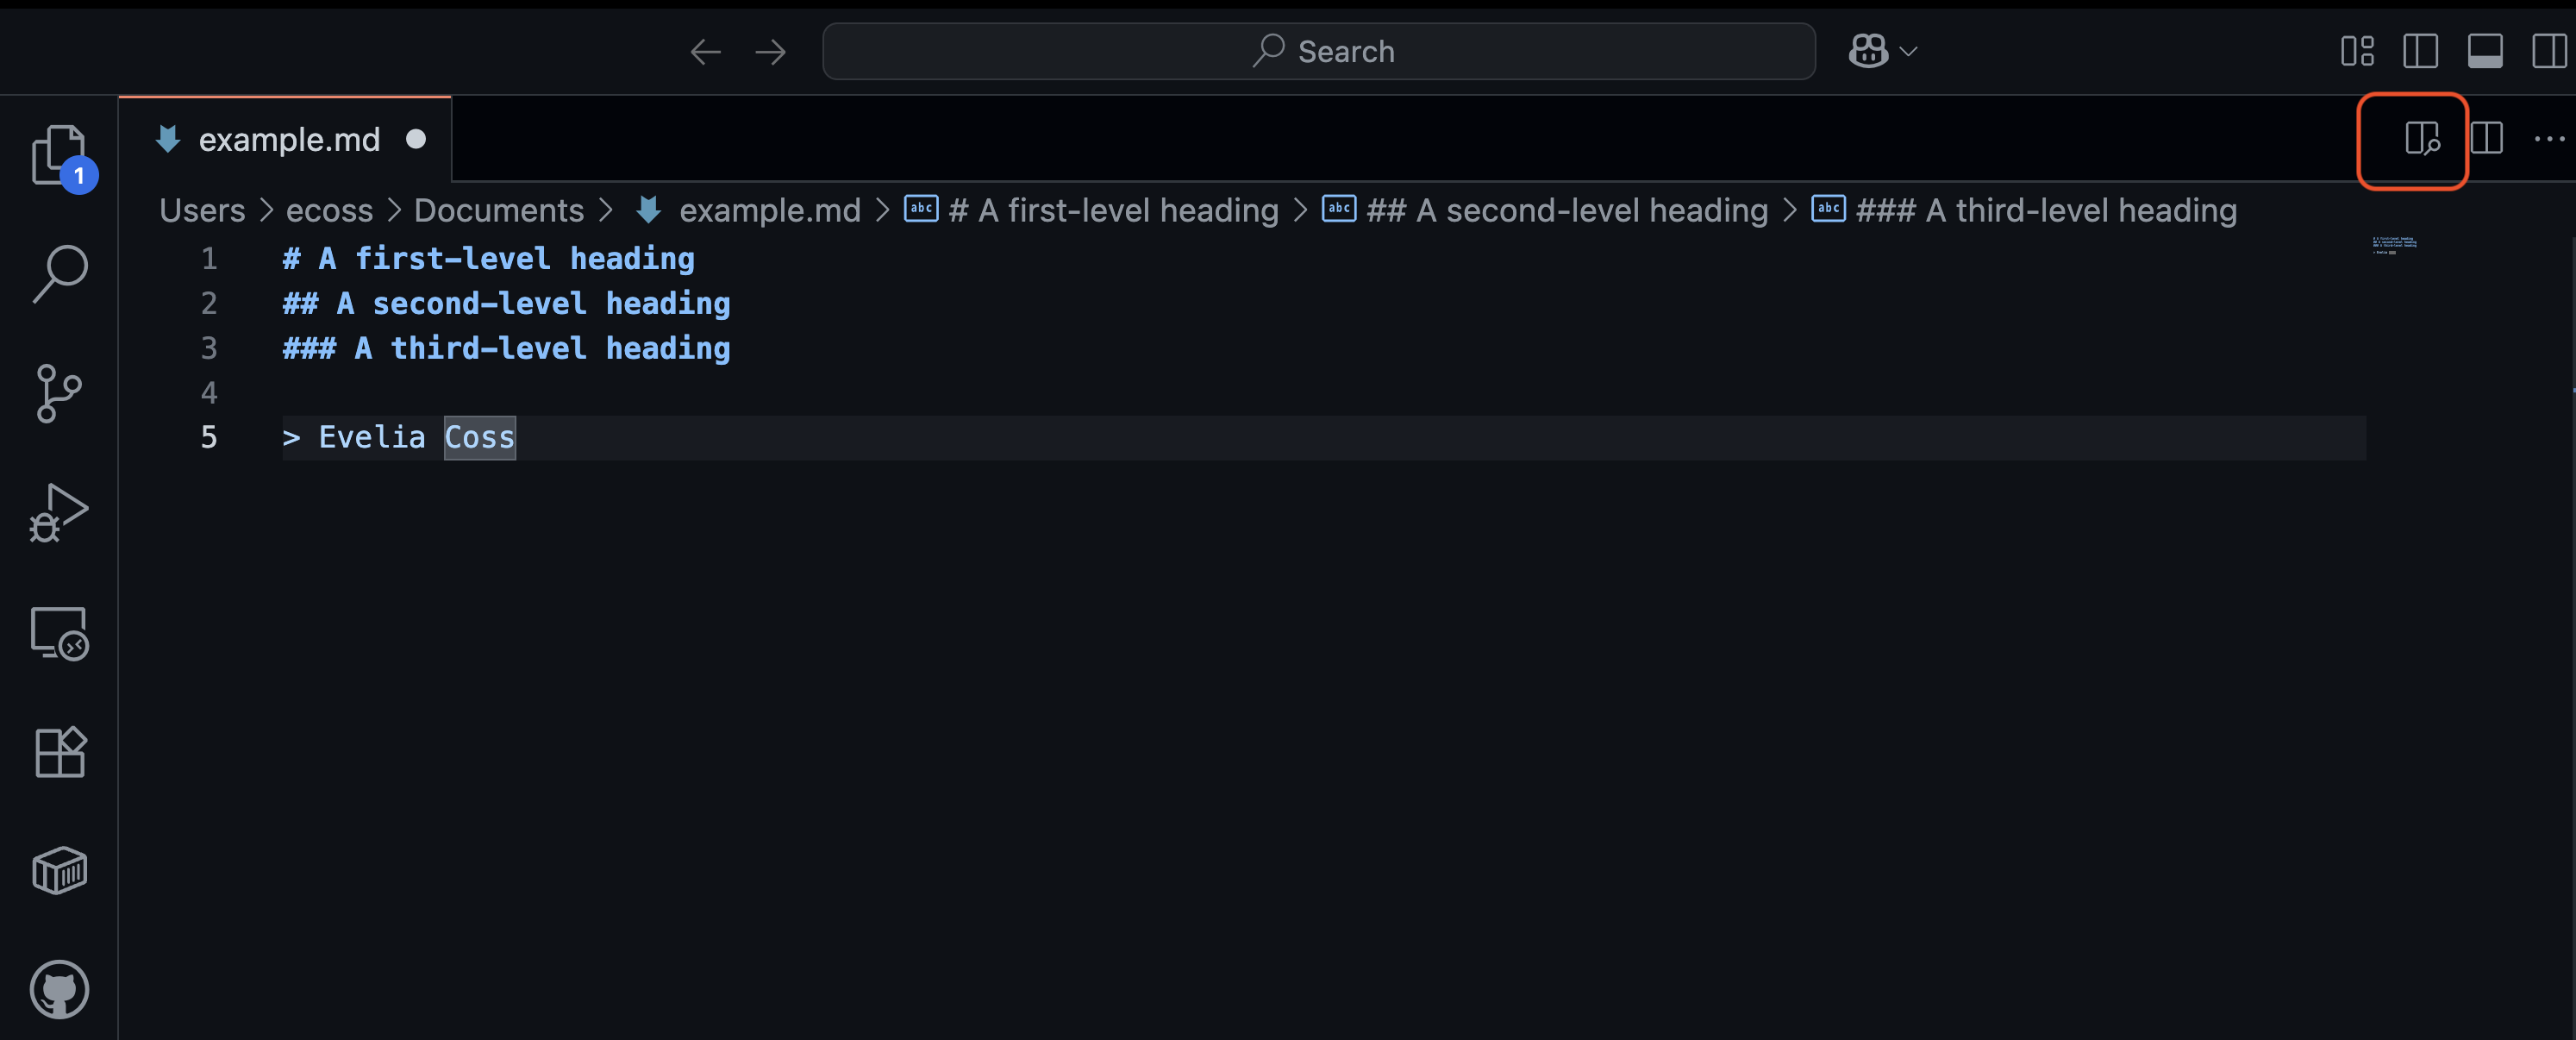 Search
example.md
1
Users > ecoss > Documents > example.md > abc # A first-level heading > abc ## A second-level heading > abc ### A third-level heading
1 # A first-level heading
2 ## A second-level heading
3 ### A third-level heading
4
5 > Evelia Coss